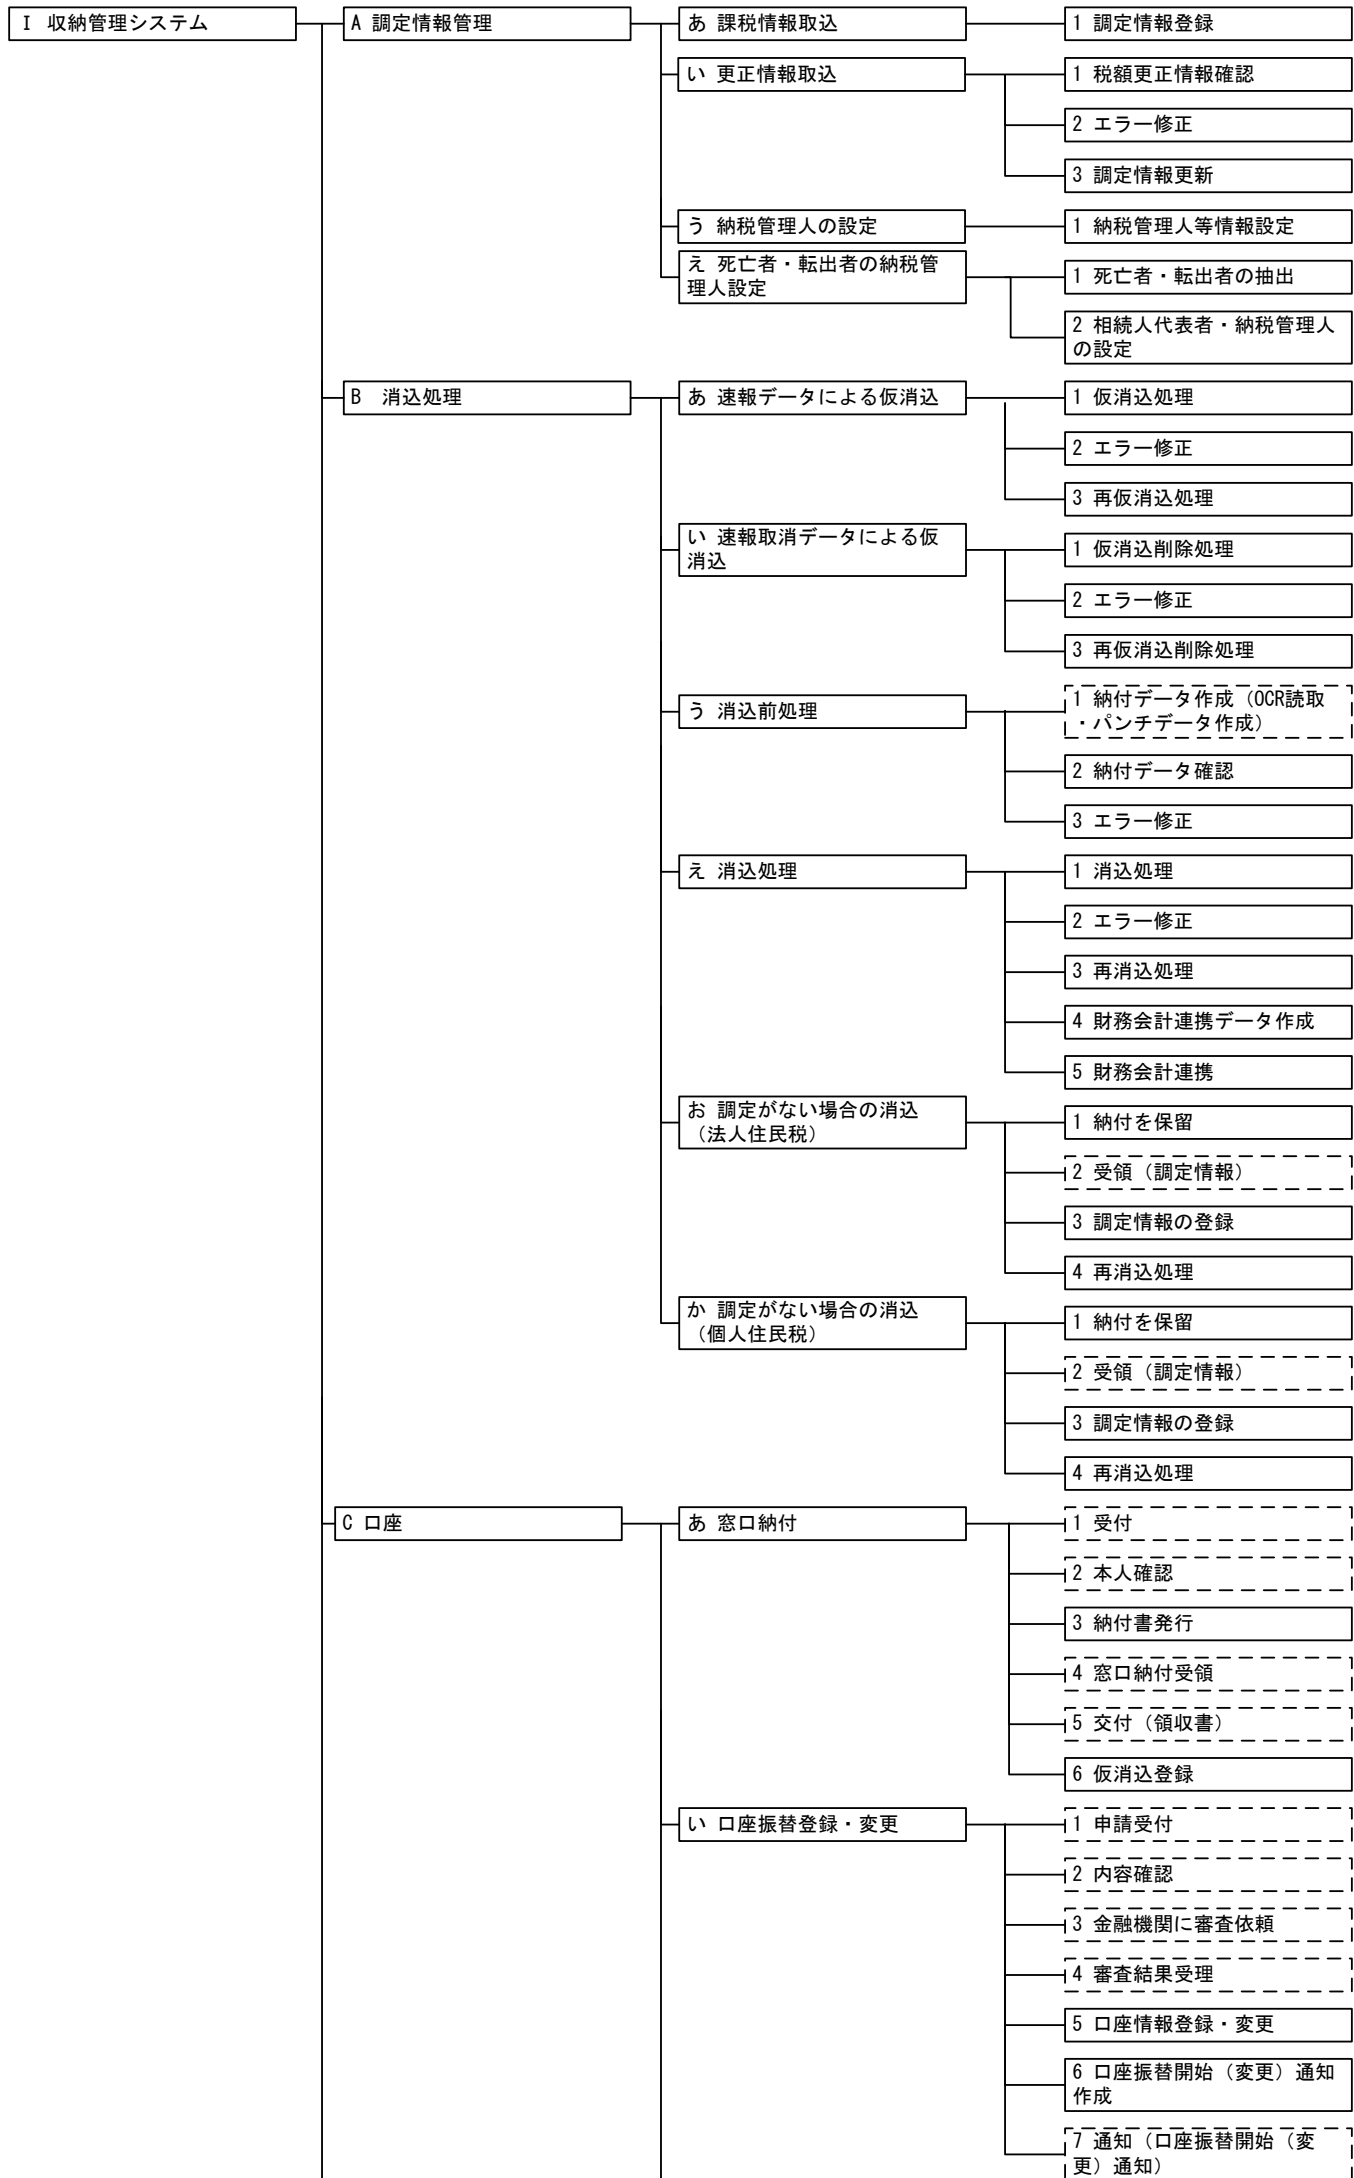 Ⅰ 収納管理システム
A 調定情報管理
あ 課税情報取込
1 調定情報登録
い 更正情報取込
1 税額更正情報確認
2 エラー修正
3 調定情報更新
う 納税管理人の設定
1 納税管理人等情報設定
え 死亡者・転出者の納税管
理人設定
1 死亡者・転出者の抽出
2 相続人代表者・納税管理人
の設定
B 消込処理
あ 速報データによる仮消込
1 仮消込処理
2 エラー修正
3 再仮消込処理
い 速報取消データによる仮
消込
1 仮消込削除処理
2 エラー修正
3 再仮消込削除処理
う 消込前処理
1 納付データ作成（OCR読取
・パンチデータ作成）
2 納付データ確認
3 エラー修正
え 消込処理
1 消込処理
2 エラー修正
3 再消込処理
4 財務会計連携データ作成
5 財務会計連携
お 調定がない場合の消込
（法人住民税）
1 納付を保留
2 受領（調定情報）
3 調定情報の登録
4 再消込処理
か 調定がない場合の消込
（個人住民税）
1 納付を保留
2 受領（調定情報）
3 調定情報の登録
4 再消込処理
C 口座
あ 窓口納付
1 受付
2 本人確認
3 納付書発行
4 窓口納付受領
5 交付（領収書）
6 仮消込登録
い 口座振替登録・変更
1 申請受付
2 内容確認
3 金融機関に審査依頼
4 審査結果受理
5 口座情報登録・変更
6 口座振替開始（変更）通知
作成
7 通知（口座振替開始（変
更）通知）